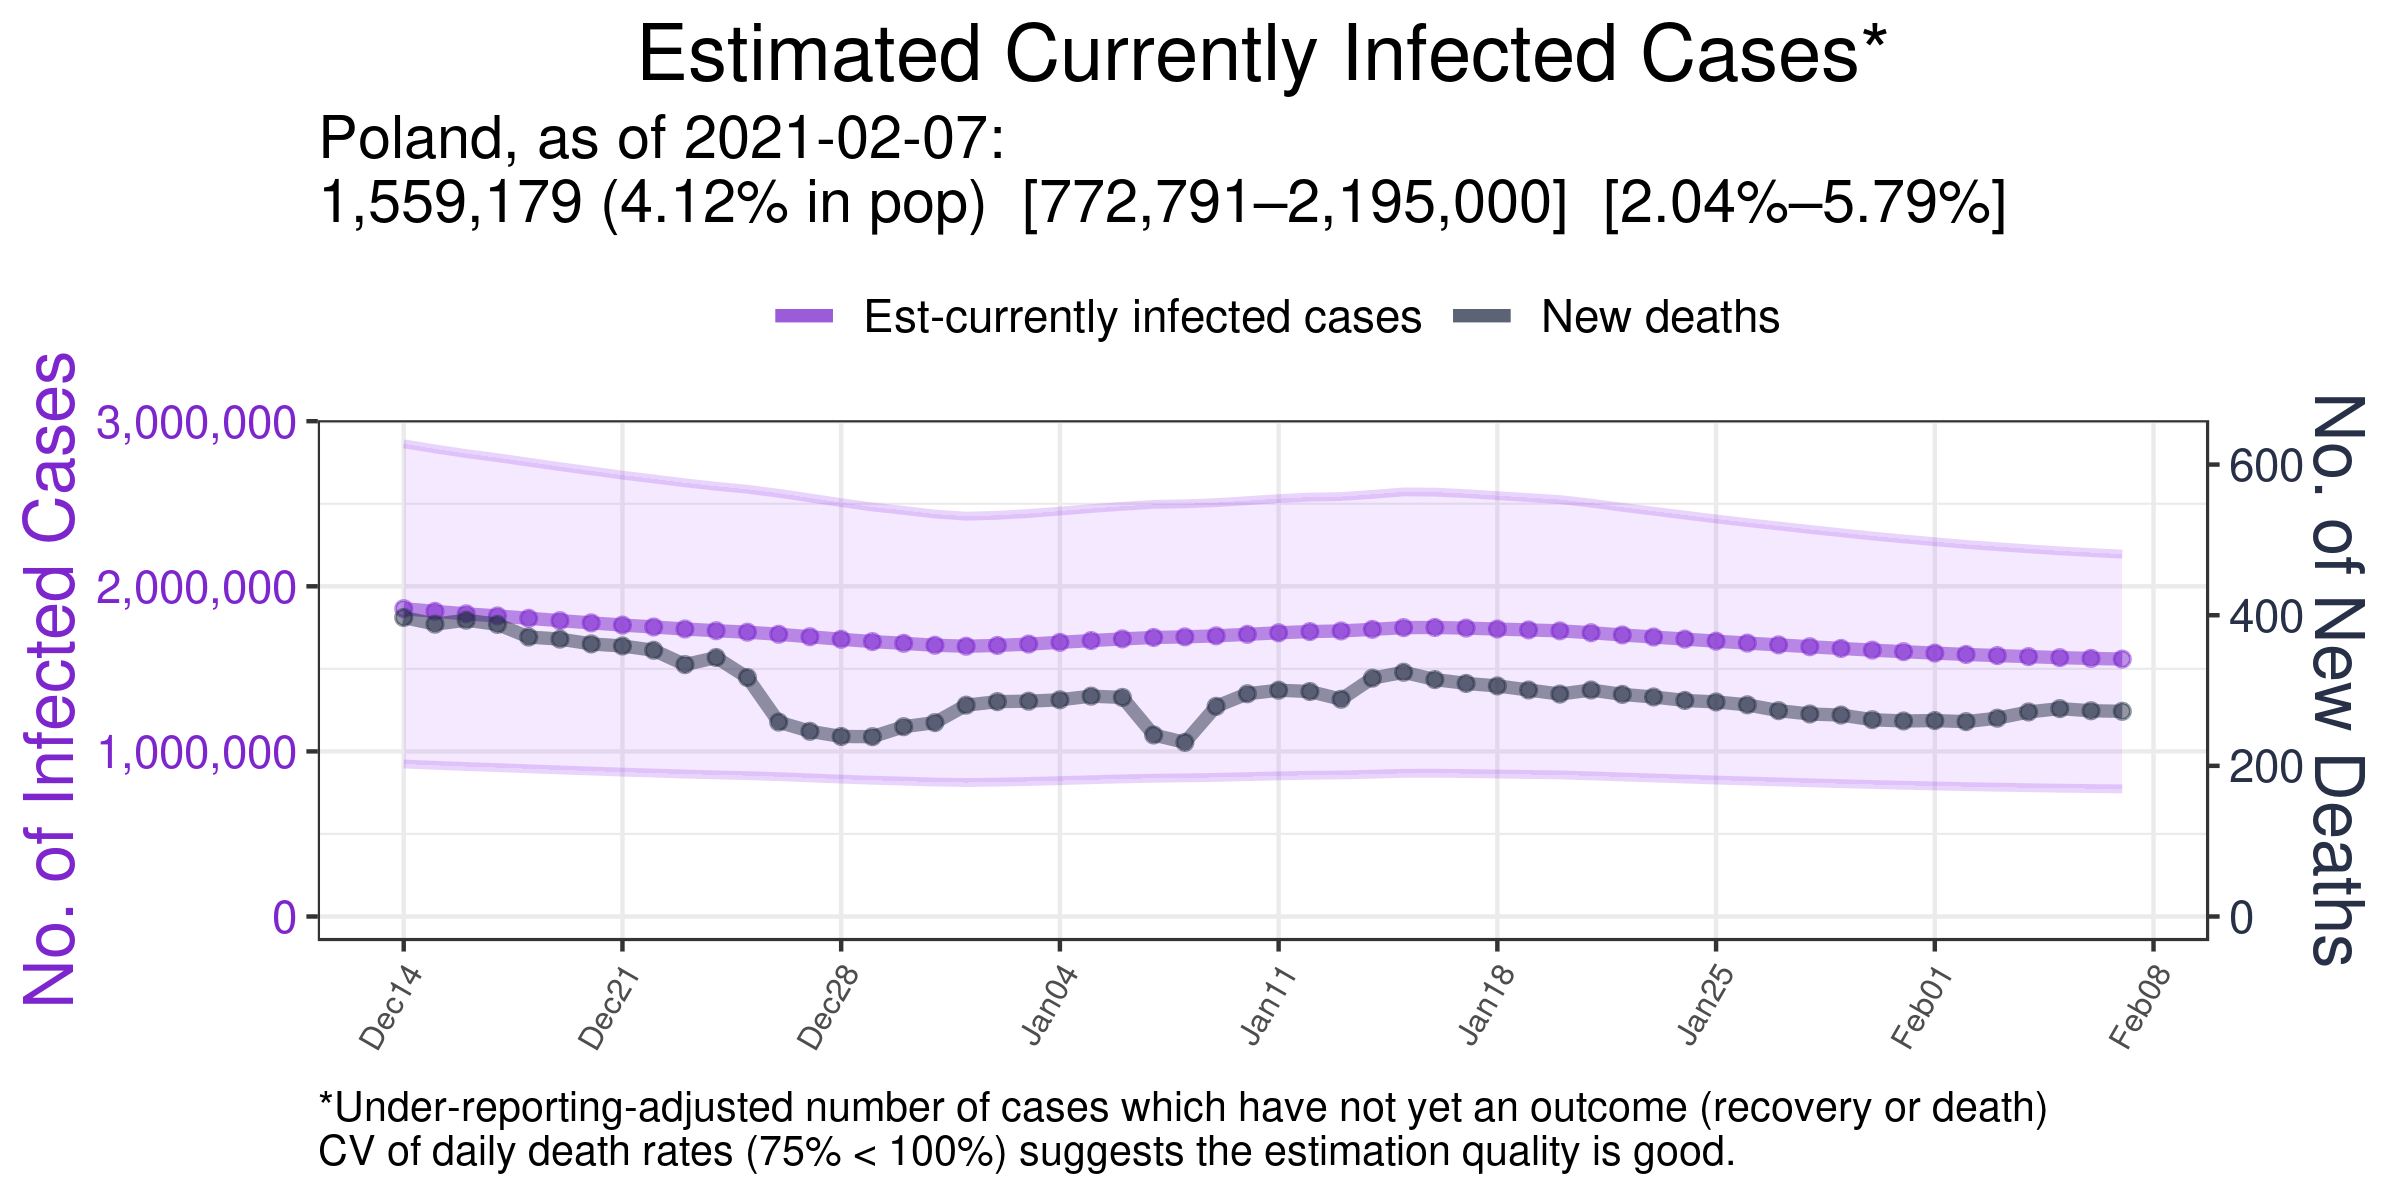 Estimated Currently Infected Cases*
Poland, as of 2021-02-07:
1,559,179 (4.12% in pop) [772,791–2,195,000] [2.04%–5.79%]
Est-currently infected cases
New deaths
No. of Infected Cases
3,000,000
2,000,000
1,000,000
0
No. of New Deaths
600
400
200
0
Dec14
Dec21
Dec28
Jan04
Jan11
Jan18
Jan25
Feb01
Feb08
*Under-reporting-adjusted number of cases which have not yet an outcome (recovery or death)
CV of daily death rates (75% < 100%) suggests the estimation quality is good.